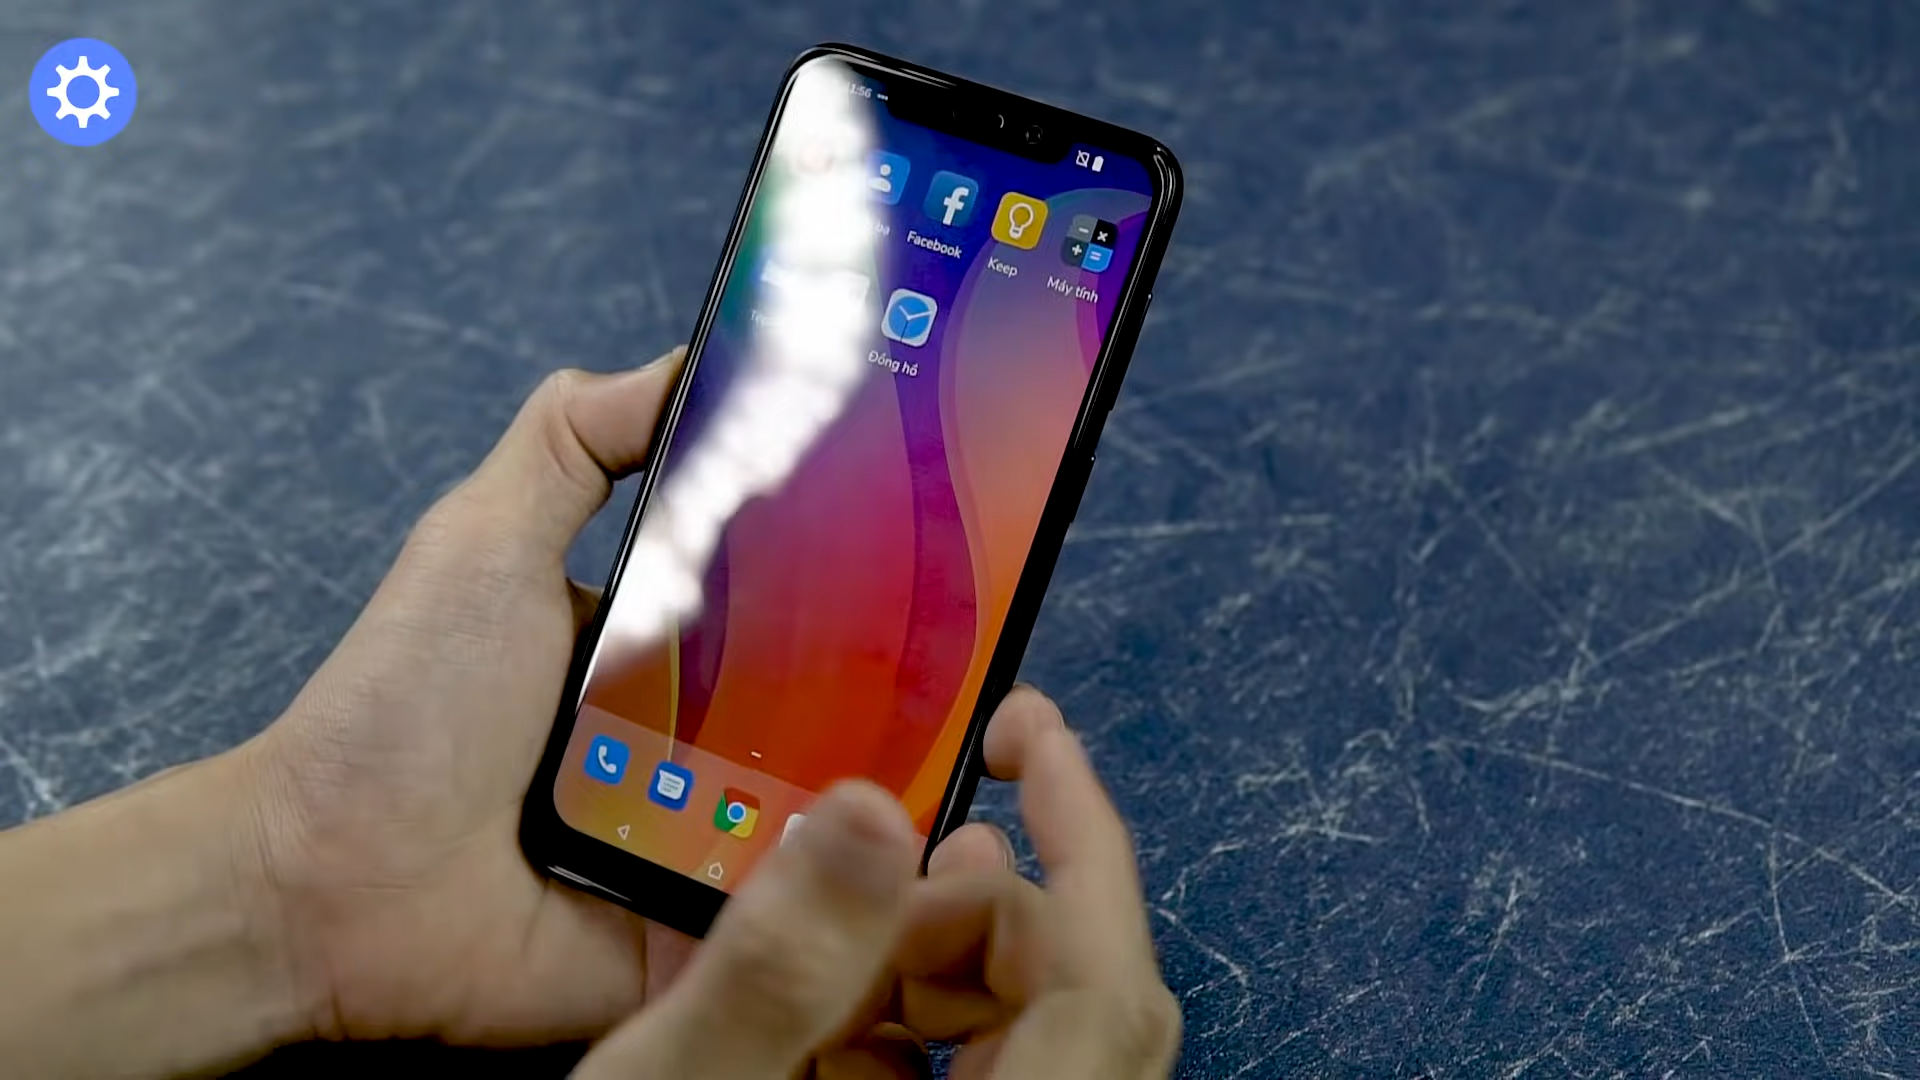 1:56
Facebook
Keep
Máy tính
Đồng hồ